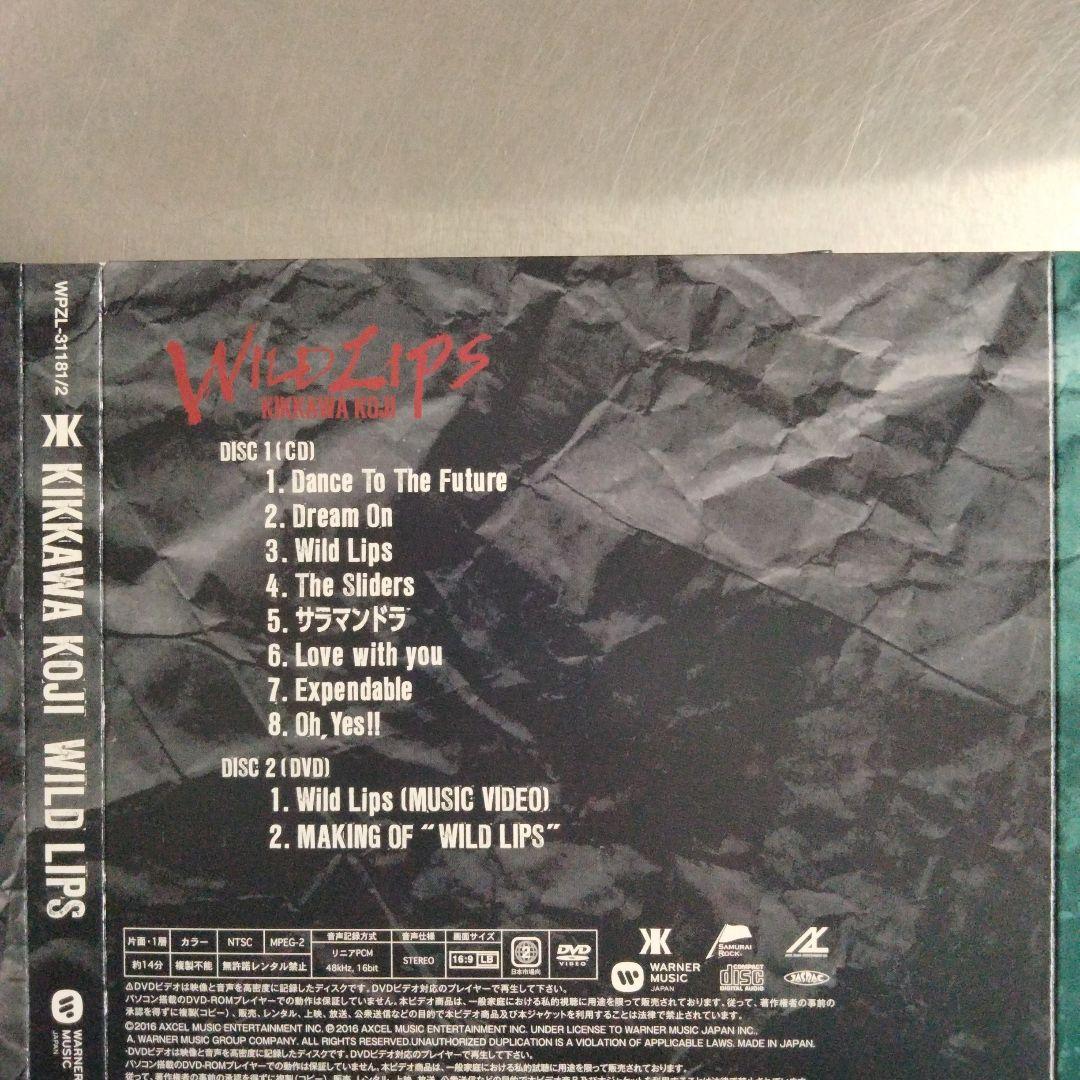 WPZL-31181/2
KIKKAWA KOJI WILD LIPS
WARNER MUSIC
JAPAN
WILD LIPS
KIKKAWA KOJI
DISC 1 (CD)
1. Dance To The Future
2. Dream On
3. Wild Lips
4. The Sliders
5. サラマンドラ
6. Love with you
7. Expendable
8. Oh, Yes!!
DISC 2 (DVD)
1. Wild Lips (MUSIC VIDEO)
2. MAKING OF “WILD LIPS”
片面・1層 カラー NTSC MPEG-2 音声記録方式 音声仕様 画面サイズ
約14分 複製不能 無許諾レンタル禁止 リニアPCM 48kHz, 16bit STEREO 16:9 LB
2
日本市場向
DVD
VIDEO
SAMURAI ROCK
WARNER MUSIC
JAPAN
COMPACT disc DIGITAL AUDIO
JASRAC
△DVDビデオは映像と音声を高密度に記録したディスクです。DVDビデオ対応のプレイヤーで再生して下さい。
パソコン搭載のDVD-ROMプレイヤーでの動作は保証していません。本ビデオ商品は、一般家庭における私的視聴に用途を限って販売されております。従って、著作権者の事前の
承認を得ずに複製(コピー)、販売、レンタル、上映、放送、公衆送信などの目的で本ビデオ商品及び本ジャケットを利用することは法律で禁止されています。
©2016 AXCEL MUSIC ENTERTAINMENT INC. ℗ 2016 AXCEL MUSIC ENTERTAINMENT INC. UNDER LICENSE TO WARNER MUSIC JAPAN INC..
A. WARNER MUSIC GROUP COMPANY. ALL RIGHTS RESERVED.UNAUTHORIZED DUPLICATION IS A VIOLATION OF APPLICABLE LAWS. MADE IN JAPAN.
・DVDビデオは映像と音声を高密度に記録したディスクです。DVDビデオ対応のプレイヤーで再生して下さい。
パソコン搭載のDVD-ROMプレイヤーでの動作は保証していません。本ビデオ商品は、一般家庭における私的視聴に用途を限って販売されております。